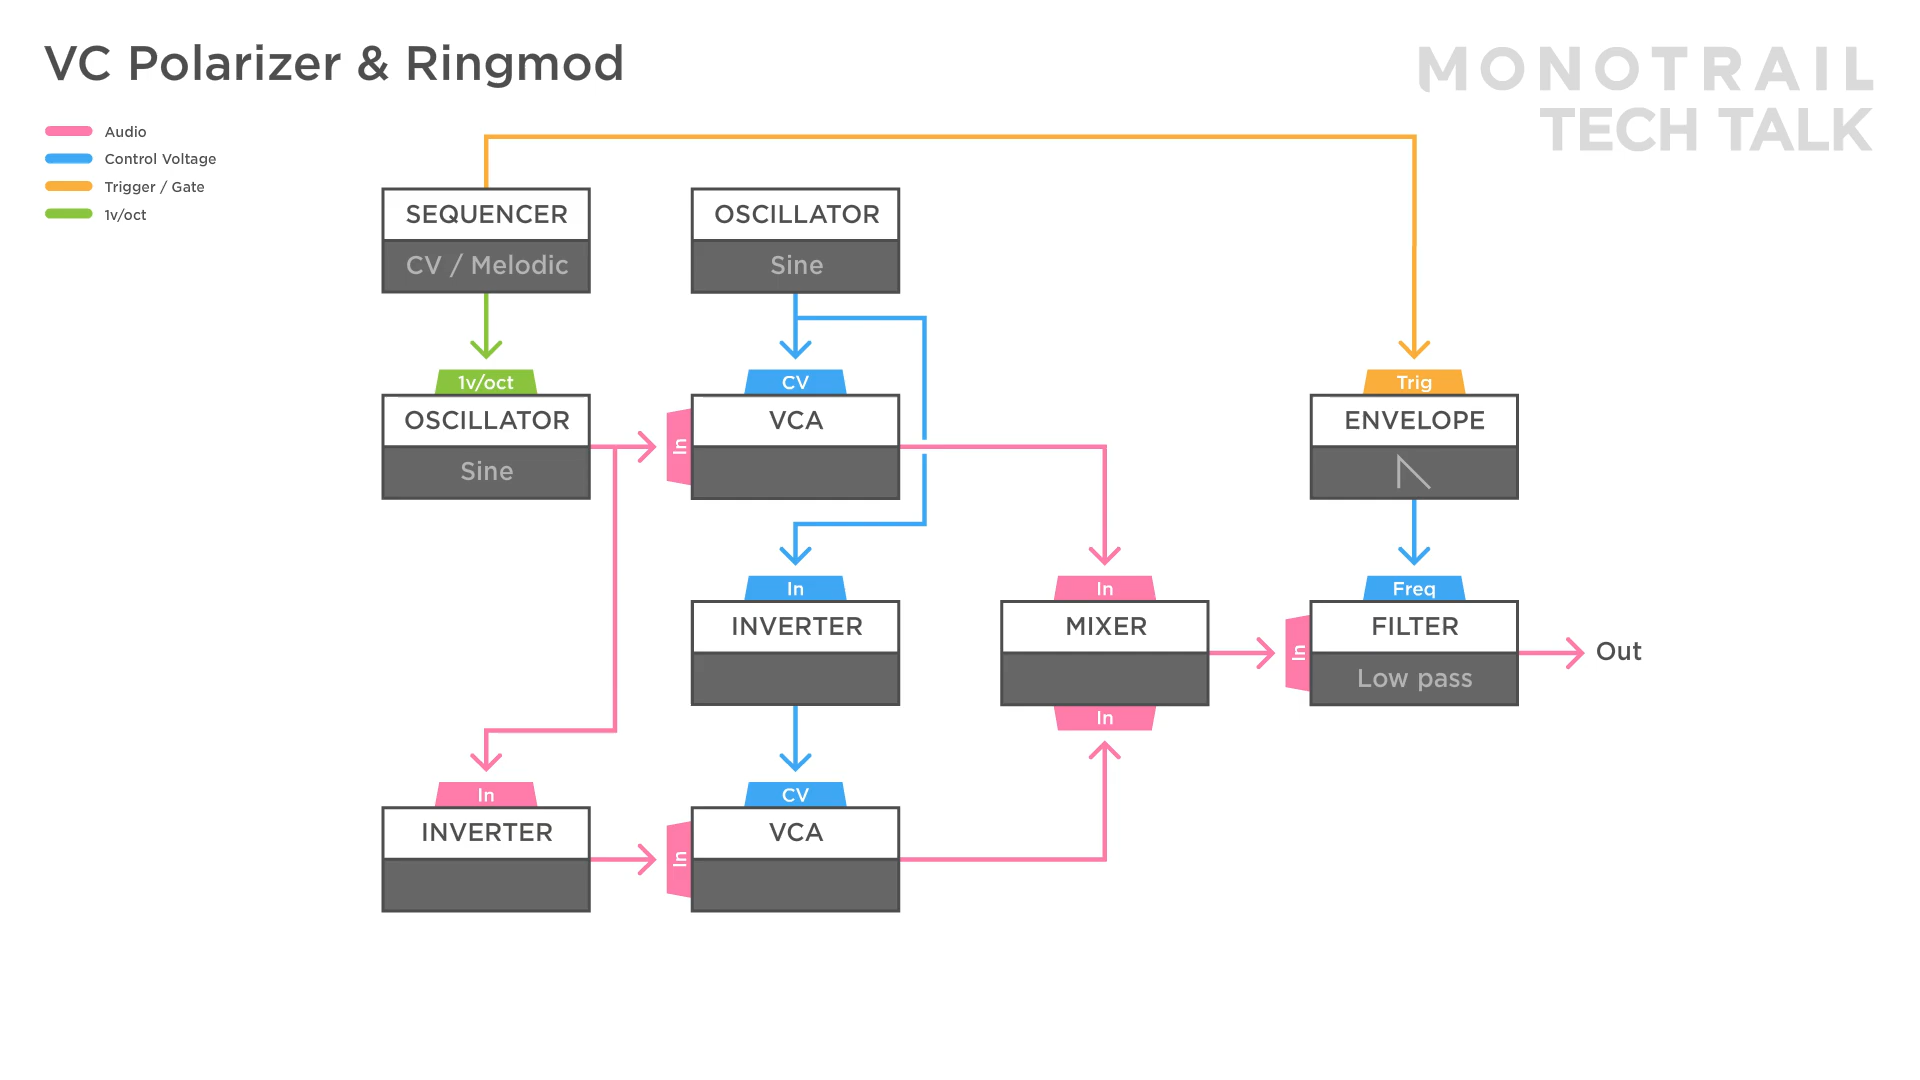 VC Polarizer & Ringmod
MONOTRAIL
TECH TALK
Audio
Control Voltage
Trigger / Gate
1v/oct
SEQUENCER
CV / Melodic
OSCILLATOR
Sine
1v/oct
OSCILLATOR
Sine
CV
In
VCA
Trig
ENVELOPE
In
INVERTER
In
MIXER
In
Freq
In
FILTER
Low pass
Out
In
INVERTER
CV
In
VCA